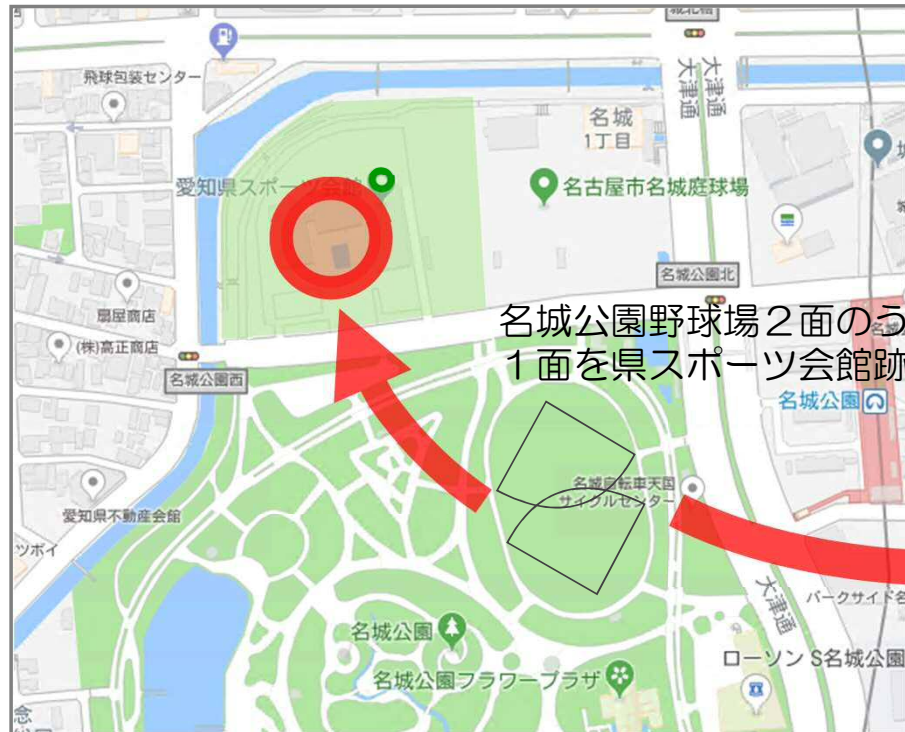 城北橋
飛球包装センター
大津通
大津通
名城
1丁目
愛知県スポーツ会館
名古屋市名城庭球場
名城公園北
扇屋商店
(株)高正商店
名城公園西
名城公園野球場２面のう
１面を県スポーツ会館跡
名城公園
名城自転車天国
サイクルセンター
愛知県不動産会館
ツボイ
大津通
パークサイド名
名城公園
ローソン S名城公園
名城公園フラワープラザ
念